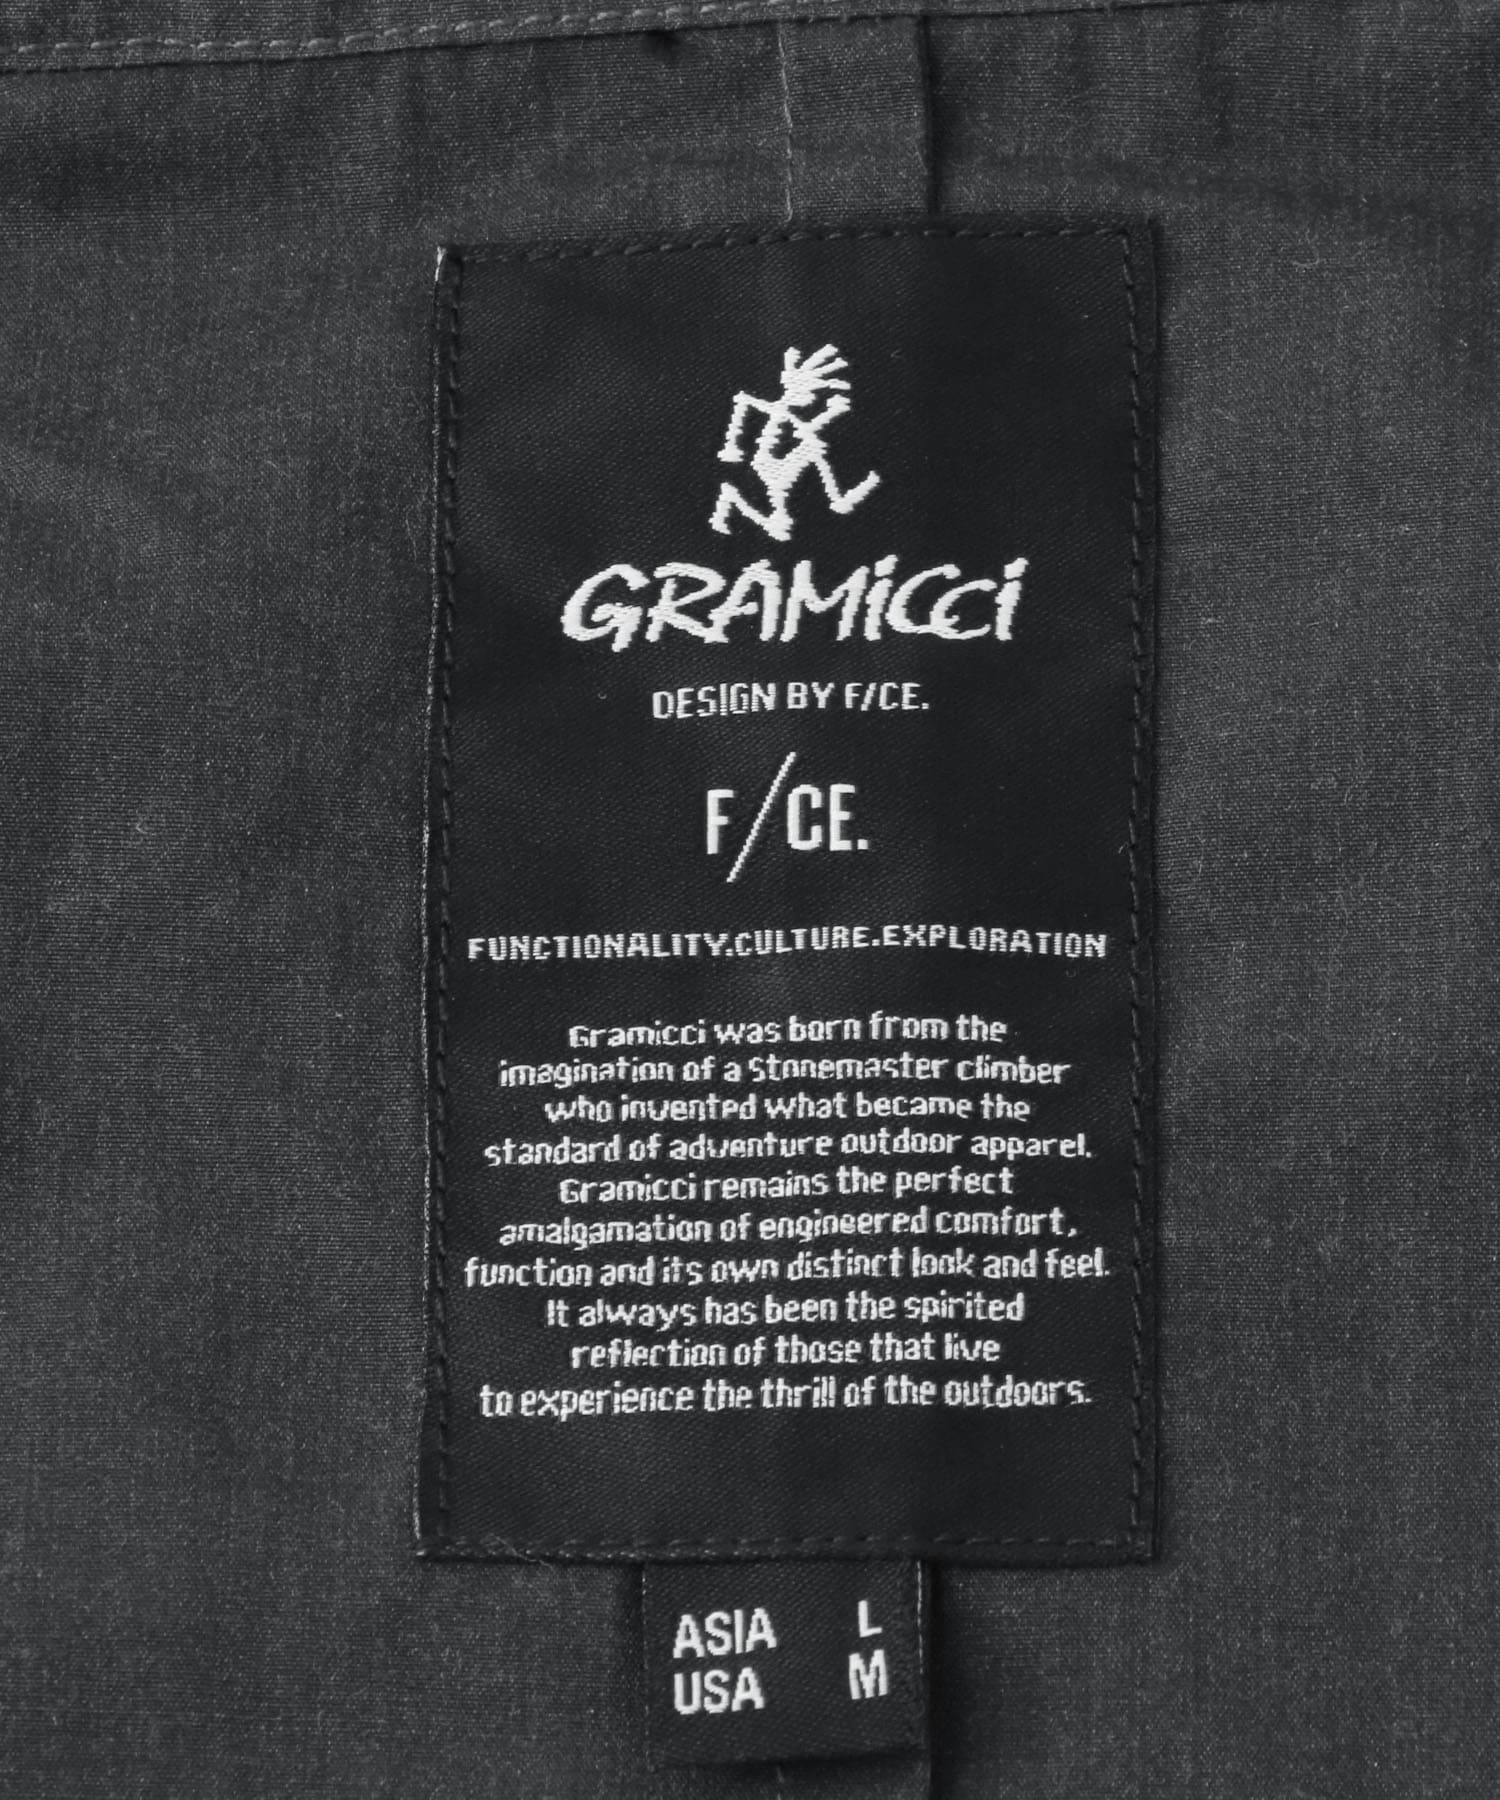 GRAMiCCi
DESIGN BY F/CE.
F/CE.
FUNCTIONALITY.CULTURE.EXPLORATION
Gramicci was born from the
imagination of a Stonemaster climber
who invented what became the
standard of adventure outdoor apparel.
Gramicci remains the perfect
amalgamation of engineered comfort,
function and its own distinct look and feel.
It always has been the spirited
reflection of those that live
to experience the thrill of the outdoors.
ASIA L
USA M